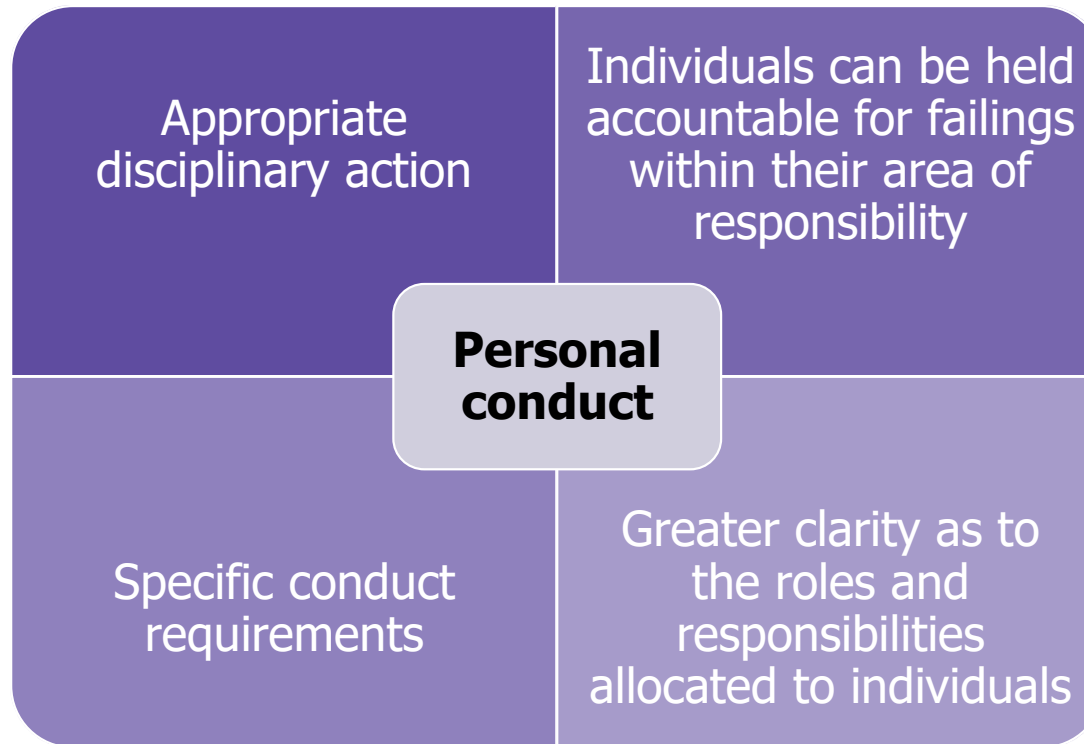 Appropriate
disciplinary action
Individuals can be held
accountable for failings
within their area of
responsibility
Personal
conduct
Specific conduct
requirements
Greater clarity as to
the roles and
responsibilities
allocated to individuals